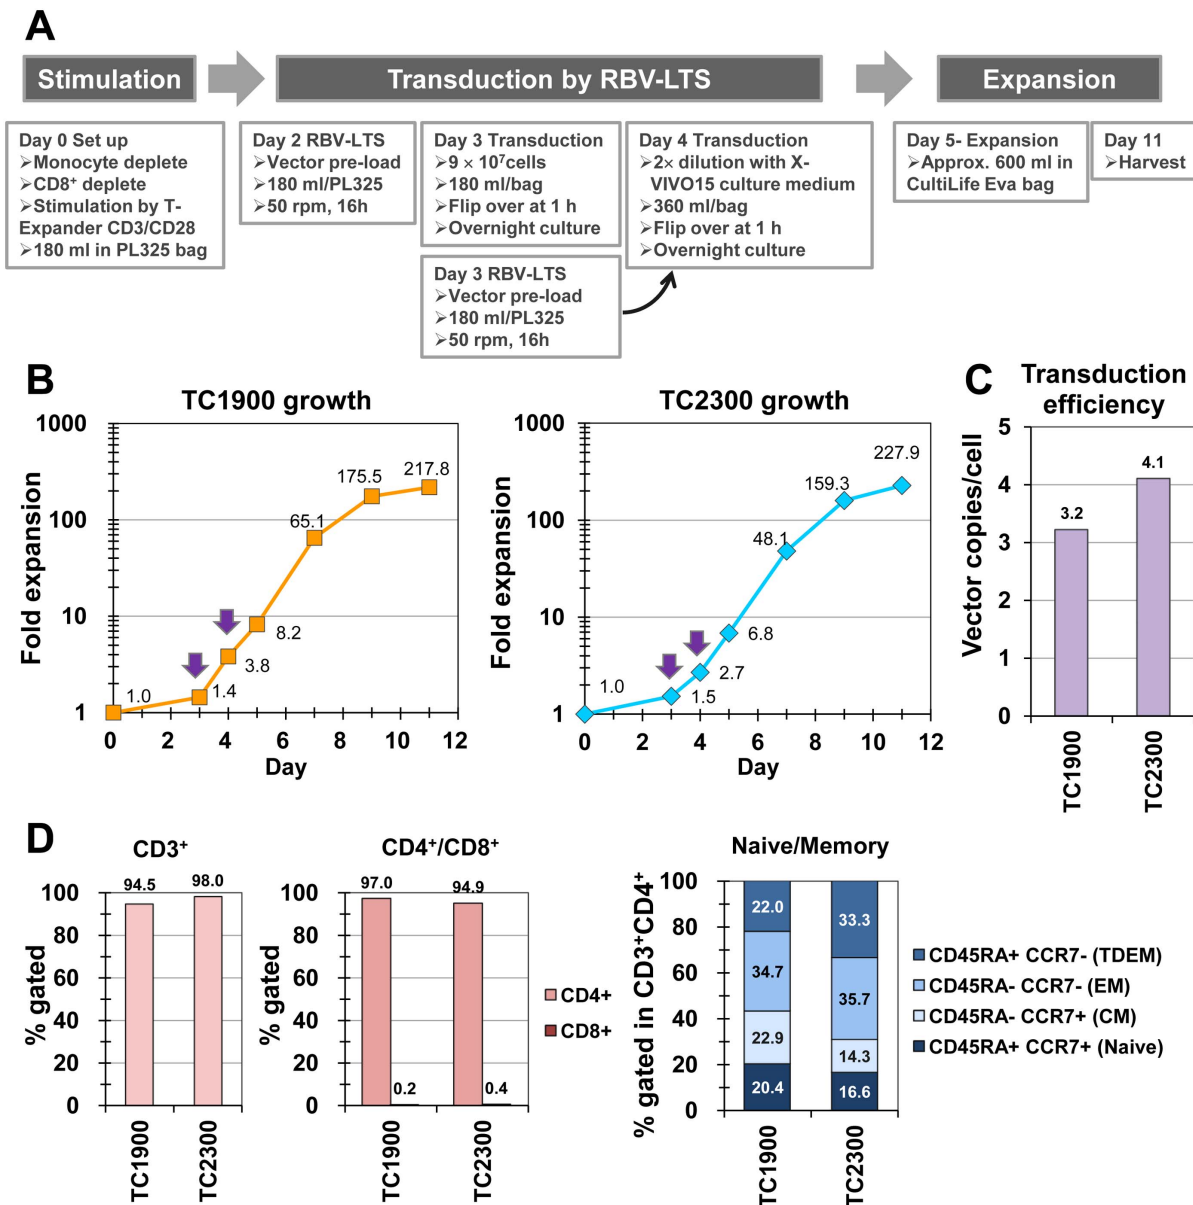 A
Stimulation
Transduction by RBV-LTS
Expansion
Day 0 Set up
➢Monocyte deplete
➢CD8⁺ deplete
➢Stimulation by T-
Expander CD3/CD28
➢180 ml in PL325 bag
Day 2 RBV-LTS
➢Vector pre-load
➢180 ml/PL325
➢50 rpm, 16h
Day 3 Transduction
➢9 × 10⁷cells
➢180 ml/bag
➢Flip over at 1 h
➢Overnight culture
Day 3 RBV-LTS
➢Vector pre-load
➢180 ml/PL325
➢50 rpm, 16h
Day 4 Transduction
➢2× dilution with X-
VIVO15 culture medium
➢360 ml/bag
➢Flip over at 1 h
➢Overnight culture
Day 5- Expansion
➢Approx. 600 ml in
CultiLife Eva bag
Day 11
➢Harvest
B
TC1900 growth
Fold expansion
1000
100
10
1
1.0
1.4
3.8
8.2
65.1
175.5
217.8
0 2 4 6 8 10 12
Day
TC2300 growth
Fold expansion
1000
100
10
1
1.0
1.5
2.7
6.8
48.1
159.3
227.9
0 2 4 6 8 10 12
Day
C
Transduction
efficiency
Vector copies/cell
5
4
3
2
1
0
3.2
4.1
TC1900
TC2300
D
CD3⁺
% gated
100
80
60
40
20
0
94.5
98.0
TC1900
TC2300
CD4⁺/CD8⁺
% gated
100
80
60
40
20
0
97.0
0.2
94.9
0.4
TC1900
TC2300
CD4+
CD8+
Naive/Memory
% gated in CD3⁺CD4⁺
100
80
60
40
20
0
22.0
34.7
22.9
20.4
33.3
35.7
14.3
16.6
TC1900
TC2300
CD45RA+ CCR7- (TDEM)
CD45RA- CCR7- (EM)
CD45RA- CCR7+ (CM)
CD45RA+ CCR7+ (Naive)